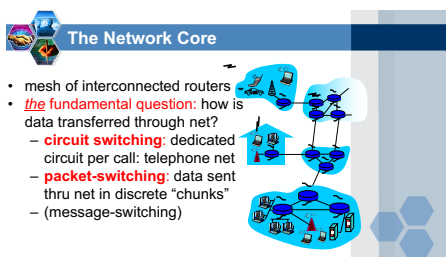 The Network Core
• mesh of interconnected routers
• the fundamental question: how is
data transferred through net?
– circuit switching: dedicated
circuit per call: telephone net
– packet-switching: data sent
thru net in discrete “chunks”
– (message-switching)